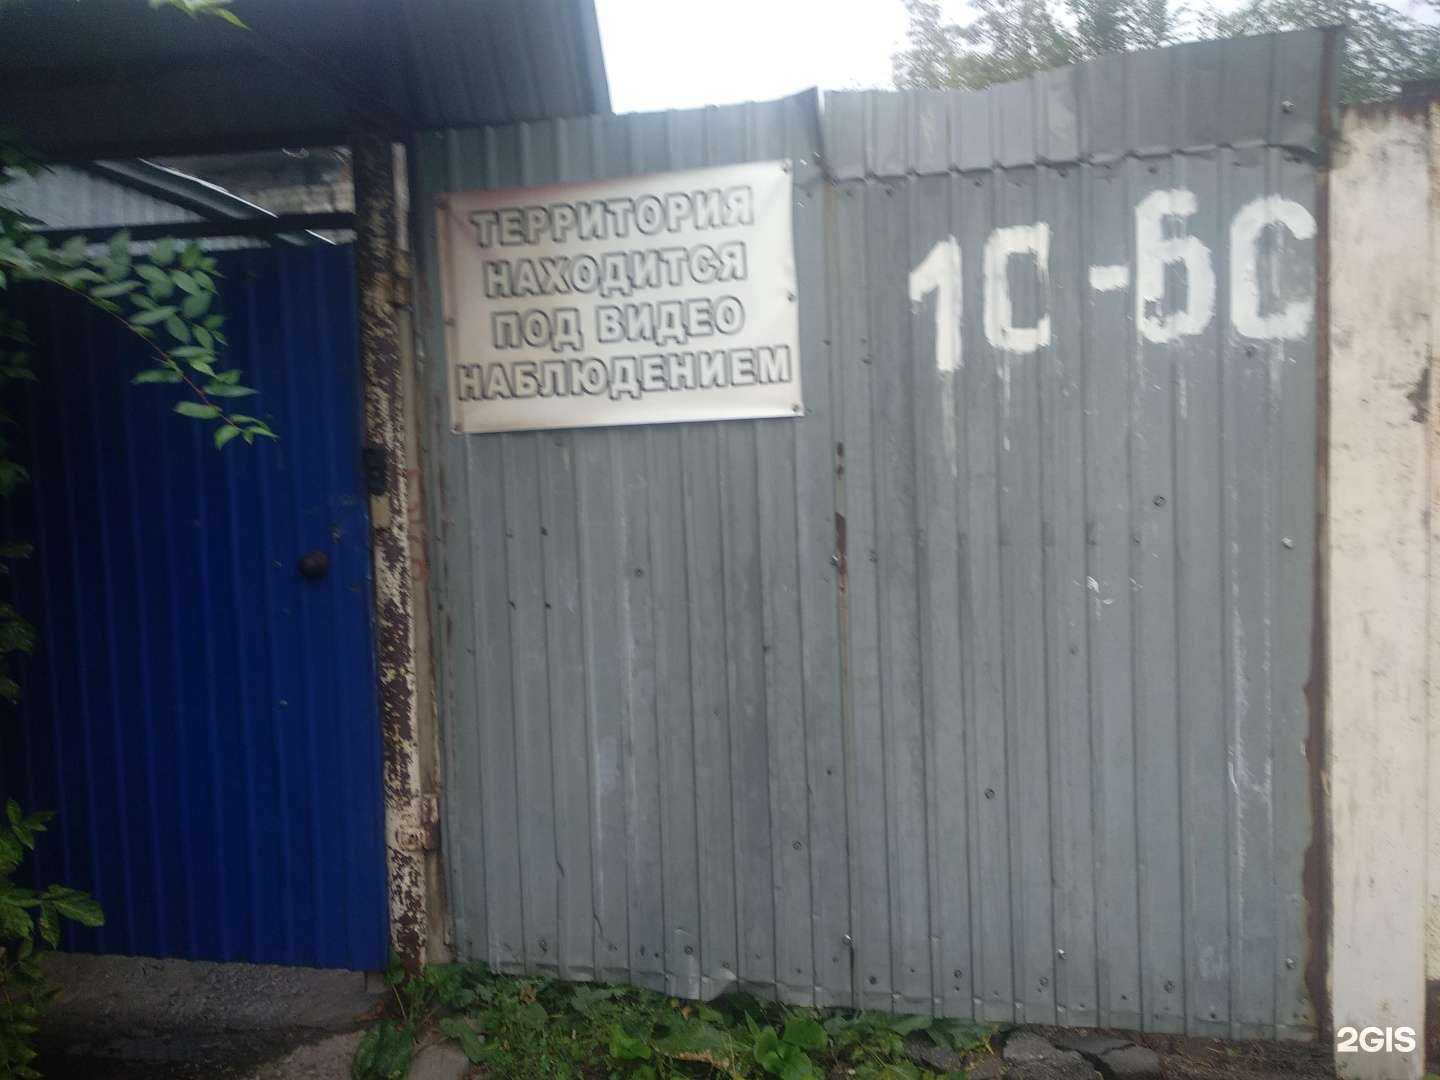 ТЕРРИТОРИЯ
НАХОДИТСЯ
ПОД ВИДЕО
НАБЛЮДЕНИЕМ
1С-6С
2GIS